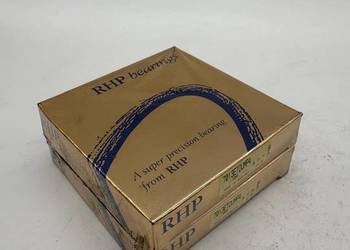 RHP bearings
A super precision bearing
from RHP
RHP
RHP